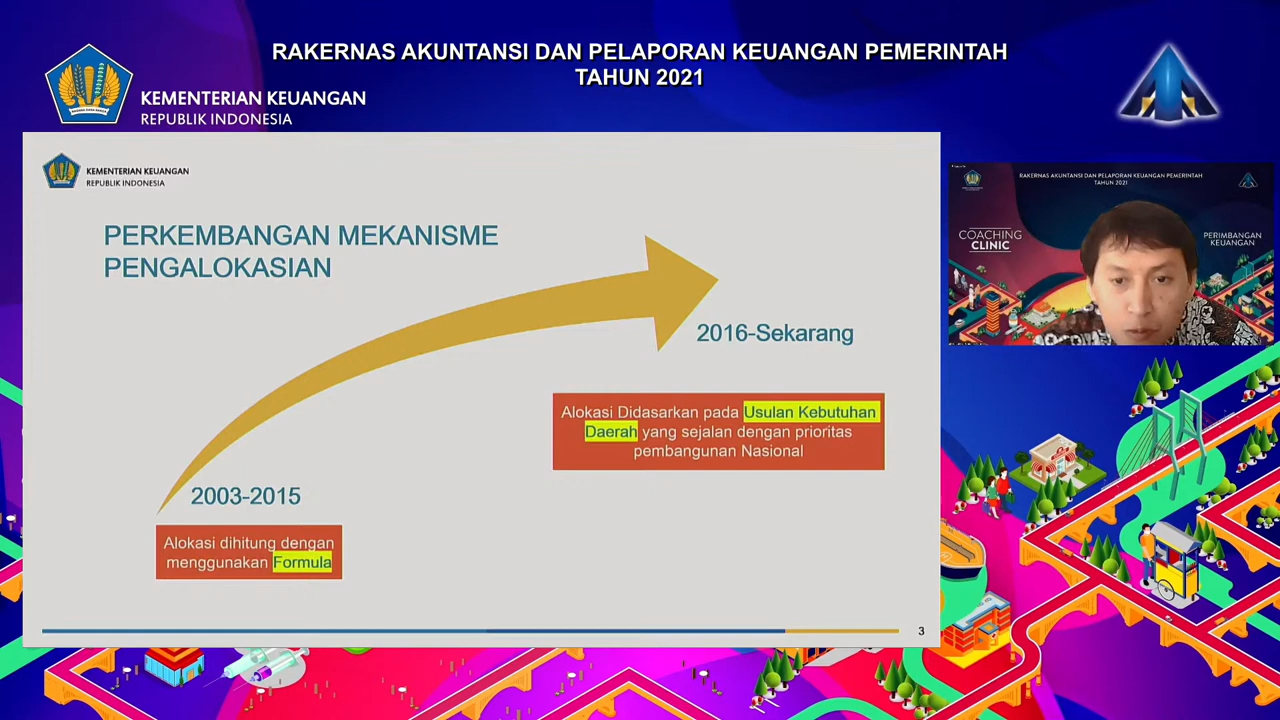 RAKERNAS AKUNTANSI DAN PELAPORAN KEUANGAN PEMERINTAH
TAHUN 2021
KEMENTERIAN KEUANGAN
REPUBLIK INDONESIA
KEMENTERIAN KEUANGAN
REPUBLIK INDONESIA
PERKEMBANGAN MEKANISME
PENGALOKASIAN
2016-Sekarang
Alokasi Didasarkan pada Usulan Kebutuhan
Daerah yang sejalan dengan prioritas
pembangunan Nasional
2003-2015
Alokasi dihitung dengan
menggunakan Formula
3
RAKERNAS AKUNTANSI DAN PELAPORAN KEUANGAN PEMERINTAH
TAHUN 2021
COACHING
CLINIC
PERIMBANGAN
KEUANGAN